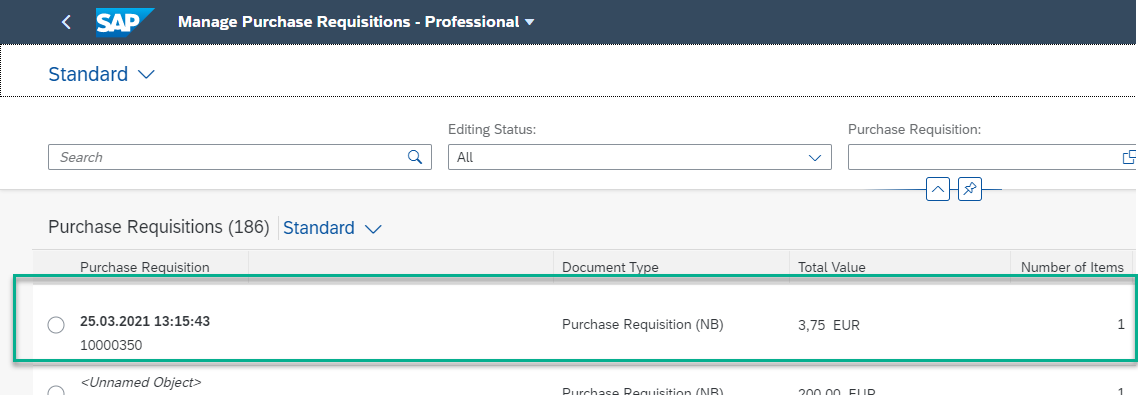 SAP Manage Purchase Requisitions - Professional
Standard
Editing Status: Purchase Requisition:
Search All
Purchase Requisitions (186) Standard
Purchase Requisition Document Type Total Value Number of Items
25.03.2021 13:15:43
Purchase Requisition (NB) 3,75 EUR 1
10000350
<Unnamed Object>
Purchase Requisition (NB) 200,00 EUR 1